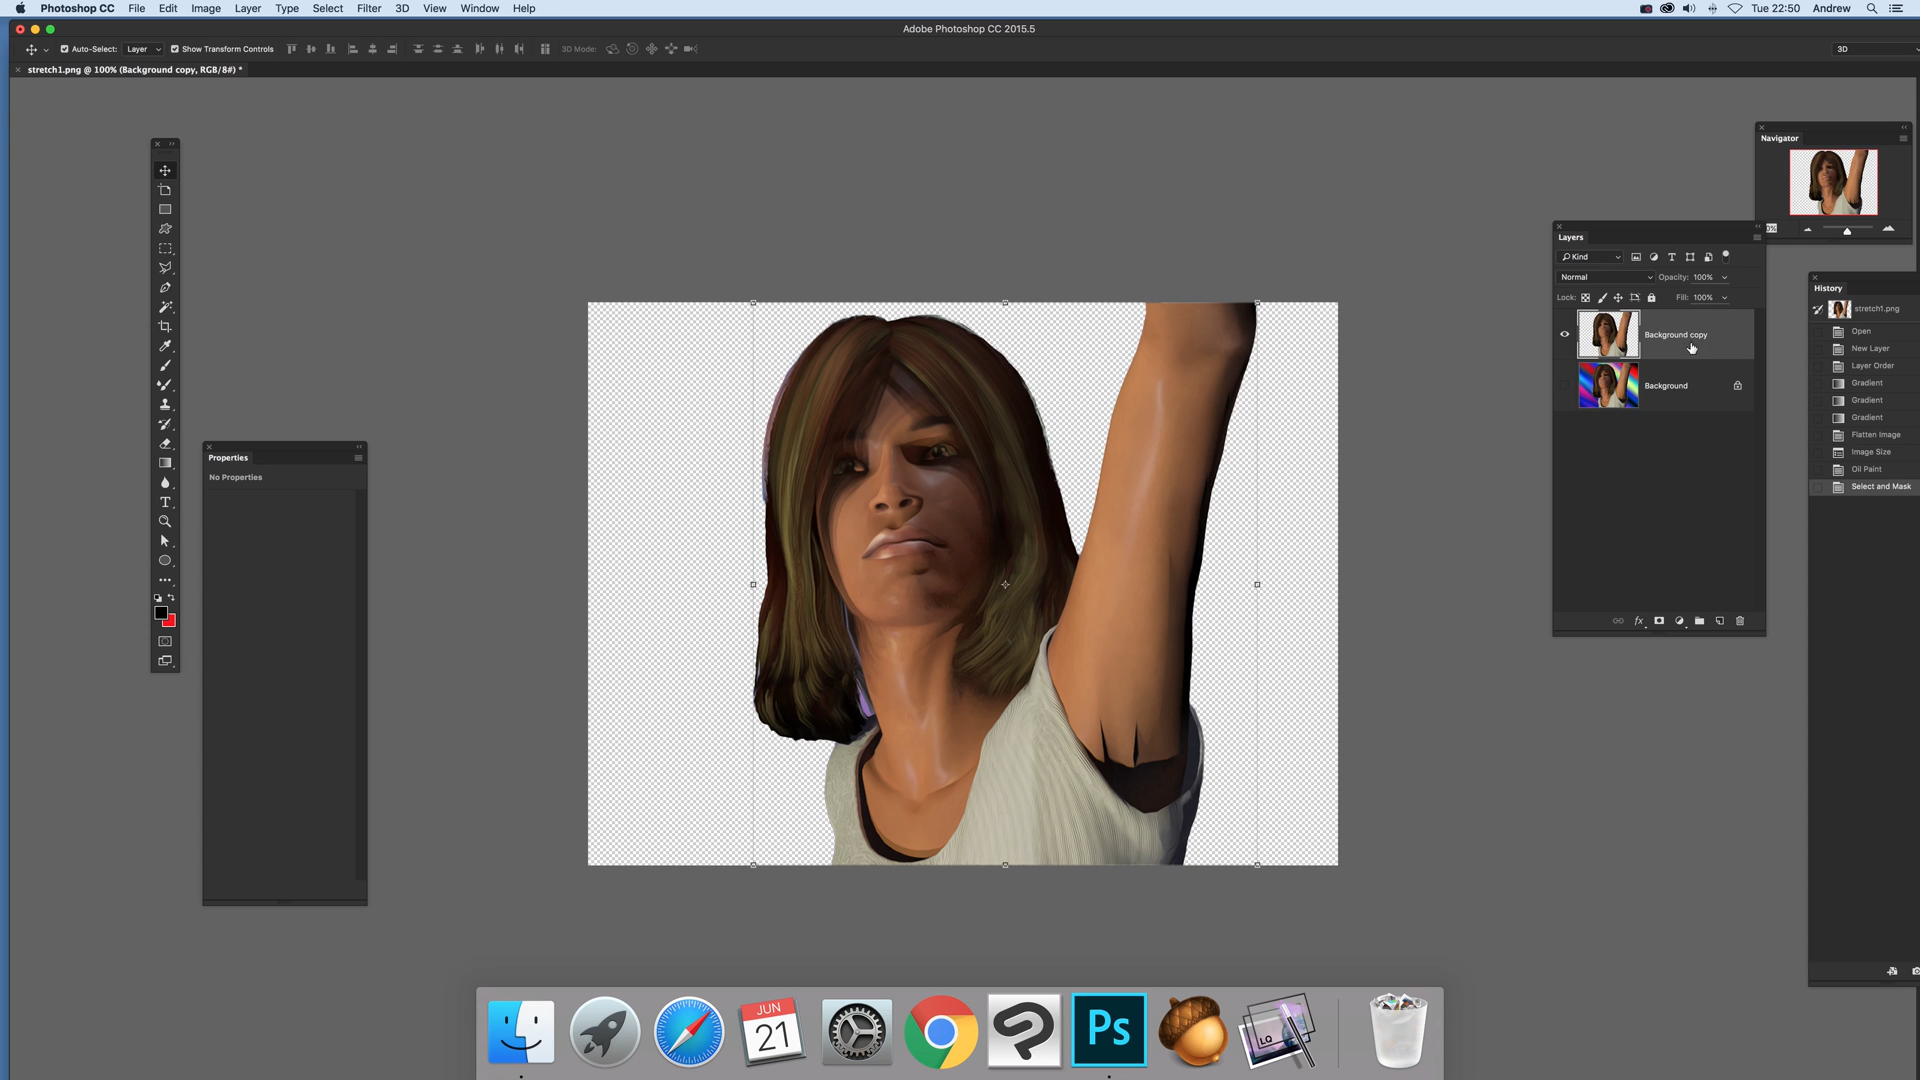 Photoshop CC File Edit Image Layer Type Select Filter 3D View Window Help Tue 22:50 Andrew
Adobe Photoshop CC 2015.5
Auto-Select: Layer Show Transform Controls 3D Mode: 3D
stretch1.png @ 100% (Background copy, RGB/8#) *
Navigator
0%
Layers
Kind
Normal Opacity: 100%
Lock: Fill: 100%
Background copy
Background
History
stretch1.png
Open
New Layer
Layer Order
Gradient
Gradient
Gradient
Flatten Image
Image Size
Oil Paint
Select and Mask
Properties
No Properties
fx
JUN
21
Ps
LQ